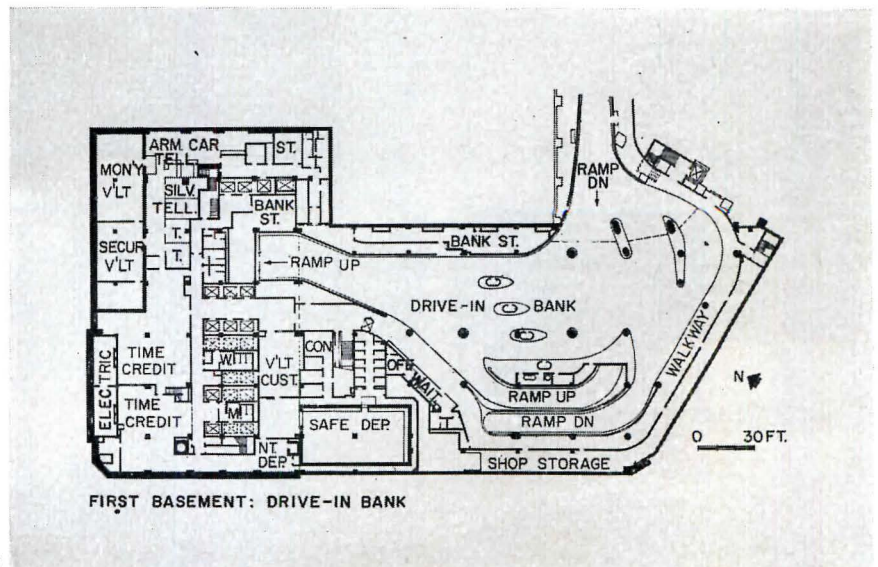 ARM. CAR
TELL.
ST.
MON'Y
V'LT
SILV.
TELL.
BANK
ST.
RAMP
DN
T.
T.
SECUR
V'LT
BANK ST.
RAMP UP
DRIVE-IN BANK
WALKWAY
TIME
CREDIT
ELECTRIC
TIME
CREDIT
W
M
V'LT
CUST.
CON
OFF
WAIT
T
RAMP UP
RAMP DN
N
SAFE DEP.
NT.
DEP.
SHOP STORAGE
0 30 FT.
FIRST BASEMENT: DRIVE-IN BANK